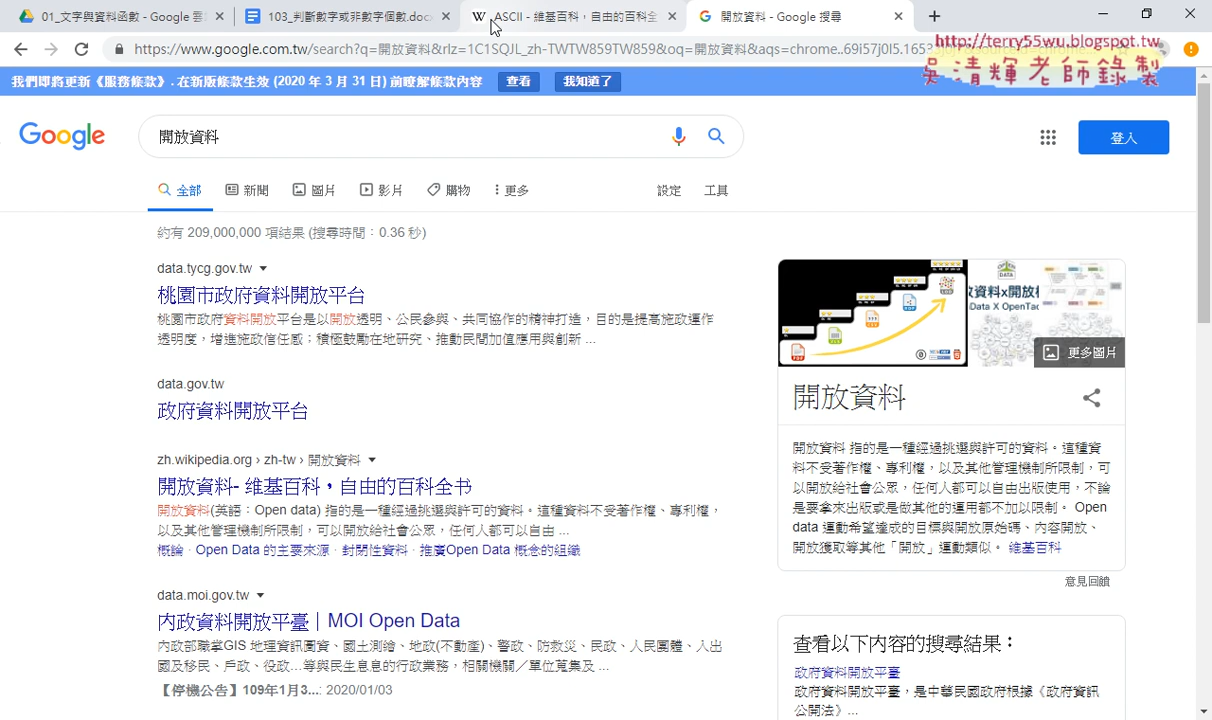 01_文字與資料函數 - Google 雲
103_判斷數字或非數字個數.docx
ASCII - 維基百科，自由的百科全
開放資料 - Google 搜尋
https://www.google.com.tw/search?q=開放資料&rlz=1C1SQJL_zh-TWTW859TW859&oq=開放資料&aqs=chrome..69i57j0l5.165
http://terry55wu.blogspot.tw
吳清輝老師錄製
我們即將更新《服務條款》. 在新版條款生效 (2020 年 3 月 31 日) 前瞭解條款內容
查看
我知道了
Google
開放資料
登入
全部
新聞
圖片
影片
購物
更多
設定
工具
約有 209,000,000 項結果 (搜尋時間：0.36 秒)
data.tycg.gov.tw
桃園市政府資料開放平台
桃園市政府資料開放平台是以開放透明、公民參與、共同協作的精神打造，目的是提高施政運作
透明度，增進施政信任感；積極鼓勵在地研究、推動民間加值應用與創新 ...
data.gov.tw
政府資料開放平台
zh.wikipedia.org › zh-tw › 開放資料
開放資料- 维基百科，自由的百科全书
開放資料(英語：Open data) 指的是一種經過挑選與許可的資料。這種資料不受著作權、專利權，
以及其他管理機制所限制，可以開放給社會公眾，任何人都可以自由 ...
概論 · Open Data 的主要來源 · 封閉性資料 · 推廣Open Data 概念的組織
data.moi.gov.tw
內政資料開放平臺｜MOI Open Data
內政部職掌GIS 地理資訊圖資、國土測繪、地政(不動產)、警政、防救災、民政、人民團體、入出
國及移民、戶政、役政...等與民生息息的行政業務，相關機關／單位蒐集及 ...
【停機公告】109年1月3...: 2020/01/03
更多圖片
開放資料
開放資料 指的是一種經過挑選與許可的資料。這種資
料不受著作權、專利權，以及其他管理機制所限制，可
以開放給社會公眾，任何人都可以自由出版使用，不論
是要拿來出版或是做其他的運用都不加以限制。 Open
data 運動希望達成的目標與開放原始碼、內容開放、
開放獲取等其他「開放」運動類似。 維基百科
意見回饋
查看以下內容的搜尋結果：
政府資料開放平臺
政府資料開放平臺，是中華民國政府根據《政府資訊
公開法》...